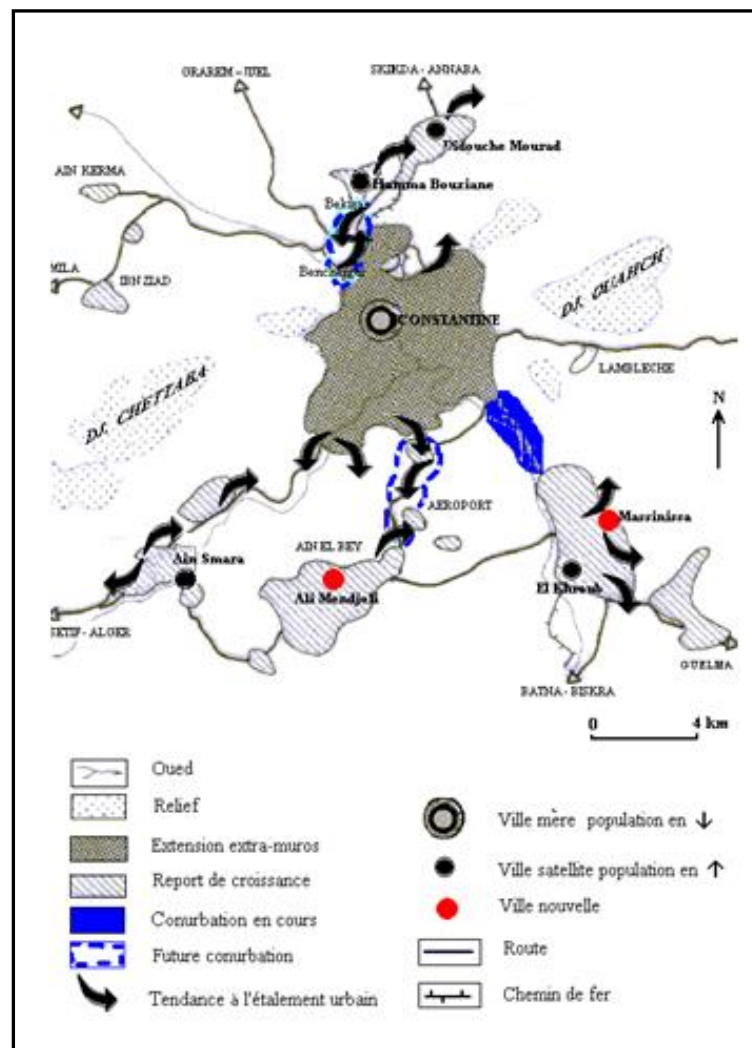 GRAREM - JIJEL
SKIKDA - ANNABA
Didouche Mourad
AIN KERMA
Hamma Bouziane
MILA
IBN ZIAD
DJ. OUAHCH
CONSTANTINE
LAMBLECHE
DJ. CHETTABA
N
AEROPORT
Massinissa
AIN EL BEY
Ain Smara
Ali Mendjeli
El Khroub
SETIF - ALGER
GUELMA
BATNA - BISKRA
0 4 km
Oued
Relief
Extension extra-muros
Report de croissance
Conurbation en cours
Future conurbation
Tendance à l'étalement urbain
Ville mère population en ↓
Ville satellite population en ↑
Ville nouvelle
Route
Chemin de fer